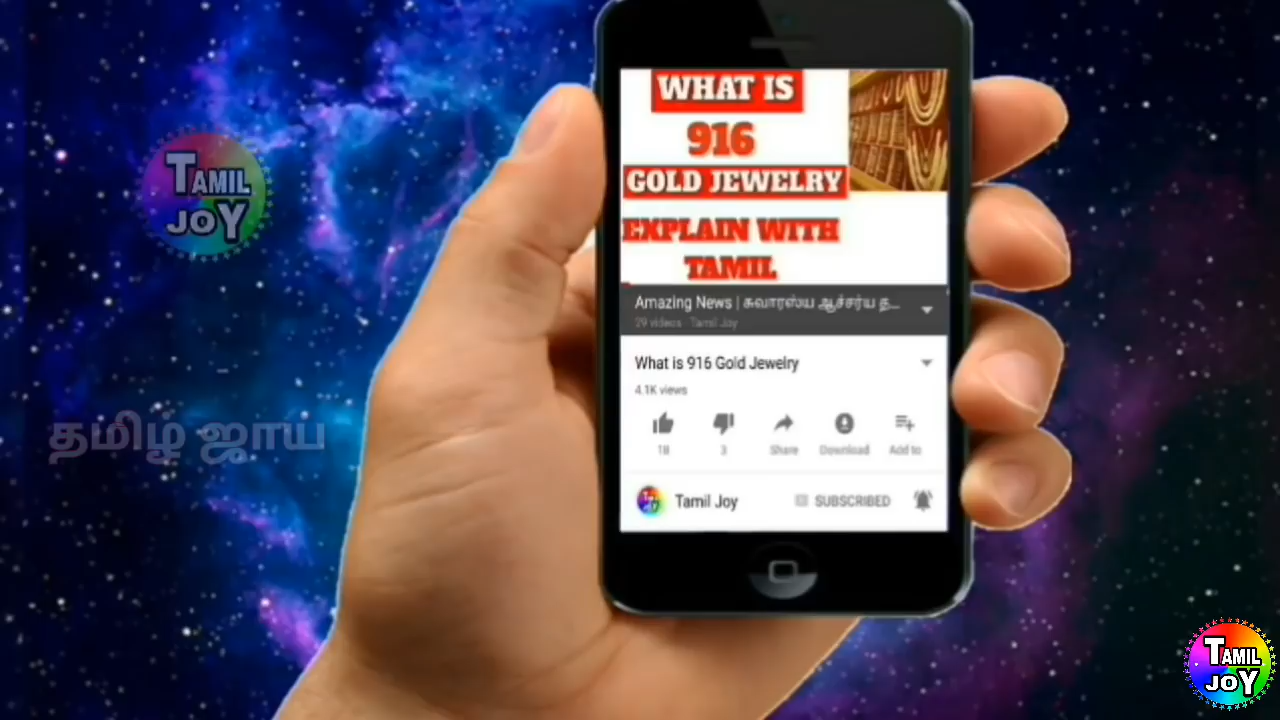 TAMIL
JOY
தமிழ் ஜாய்
WHAT IS
916
GOLD JEWELRY
EXPLAIN WITH
TAMIL
Amazing News | சுவாரஸ்ய ஆச்சர்ய த...
29 videos · Tamil Joy
What is 916 Gold Jewelry
4.1K views
18
3
Share
Download
Add to
Tamil Joy
SUBSCRIBED
TAMIL
JOY